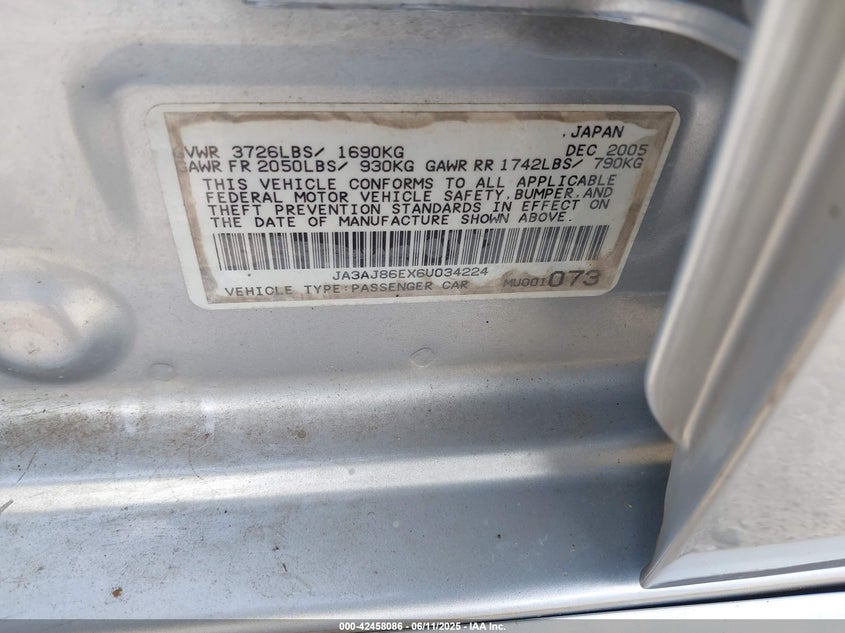 .JAPAN
GVWR 3726LBS/ 1690KG DEC 2005
GAWR FR 2050LBS/ 930KG GAWR RR 1742LBS/ 790KG
THIS VEHICLE CONFORMS TO ALL APPLICABLE
FEDERAL MOTOR VEHICLE SAFETY, BUMPER, AND
THEFT PREVENTION STANDARDS IN EFFECT ON
THE DATE OF MANUFACTURE SHOWN ABOVE.
JA3AJ86EX6U034224
VEHICLE TYPE:PASSENGER CAR MU001073
000-42458086 - 06/11/2025 - IAA Inc.